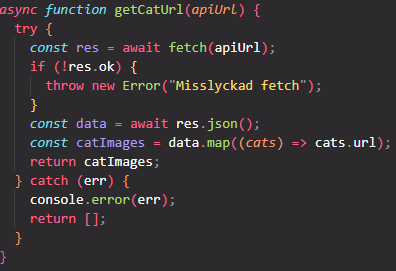 async function getCatUrl(apiUrl) {
  try {
    const res = await fetch(apiUrl);
    if (!res.ok) {
      throw new Error("Misslyckad fetch");
    }
    const data = await res.json();
    const catImages = data.map((cats) => cats.url);
    return catImages;
  } catch (err) {
    console.error(err);
    return [];
  }
}